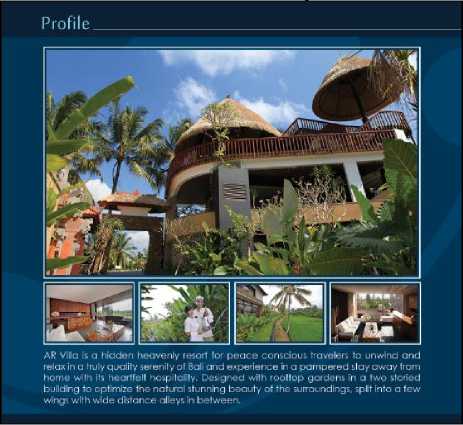 Profile
AR Villa is a hidden heavenly resort for peace conscious travelers to unwind and
relax in a truly quality serenity of Bali and experience in a pampered stay away from
home with its heartfelt hospitality. Designed with rooftop gardens in a two storied
building to optimize the natural stunning beauty of the surroundings, split into a few
wings with wide distance alleys in between.